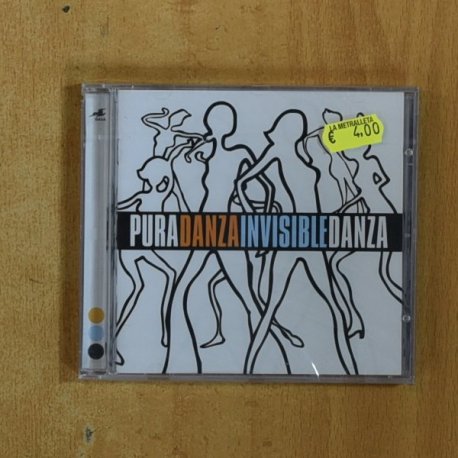 LA METRALLETA
€ 4,00
PURADANZAINVISIBLEDANZA